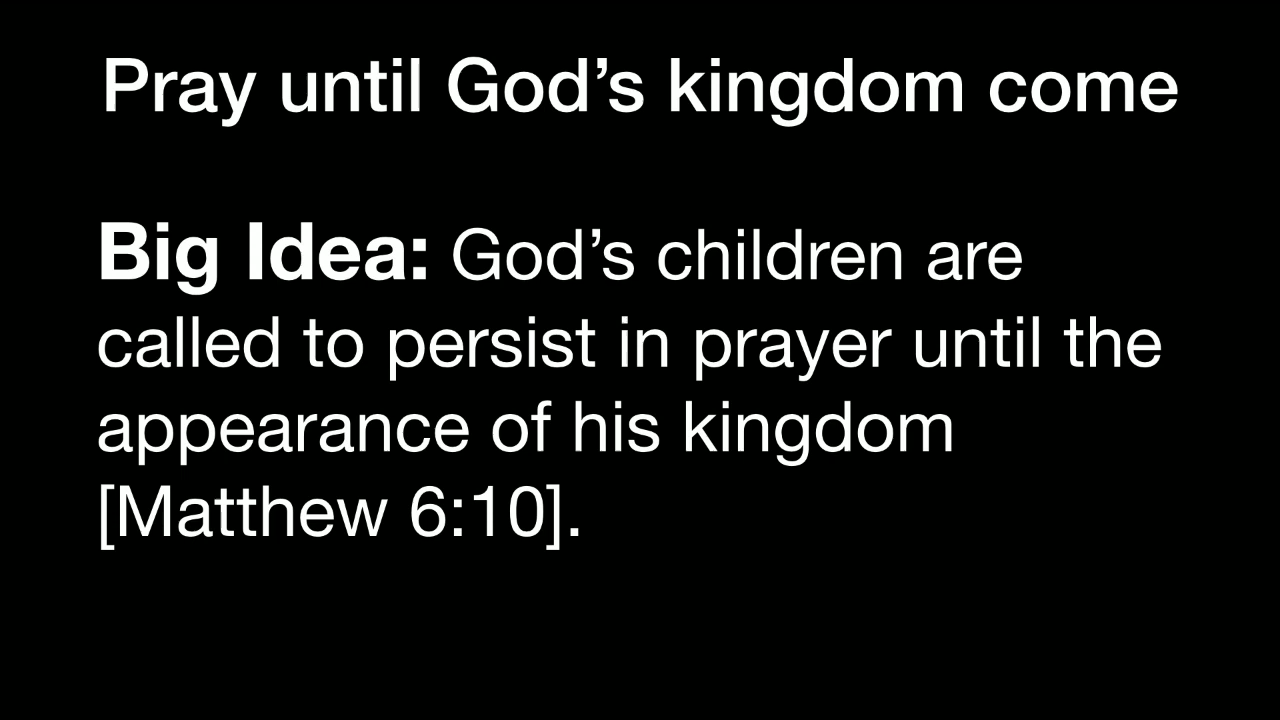 Pray until God’s kingdom come
Big Idea: God’s children are
called to persist in prayer until the
appearance of his kingdom
[Matthew 6:10].